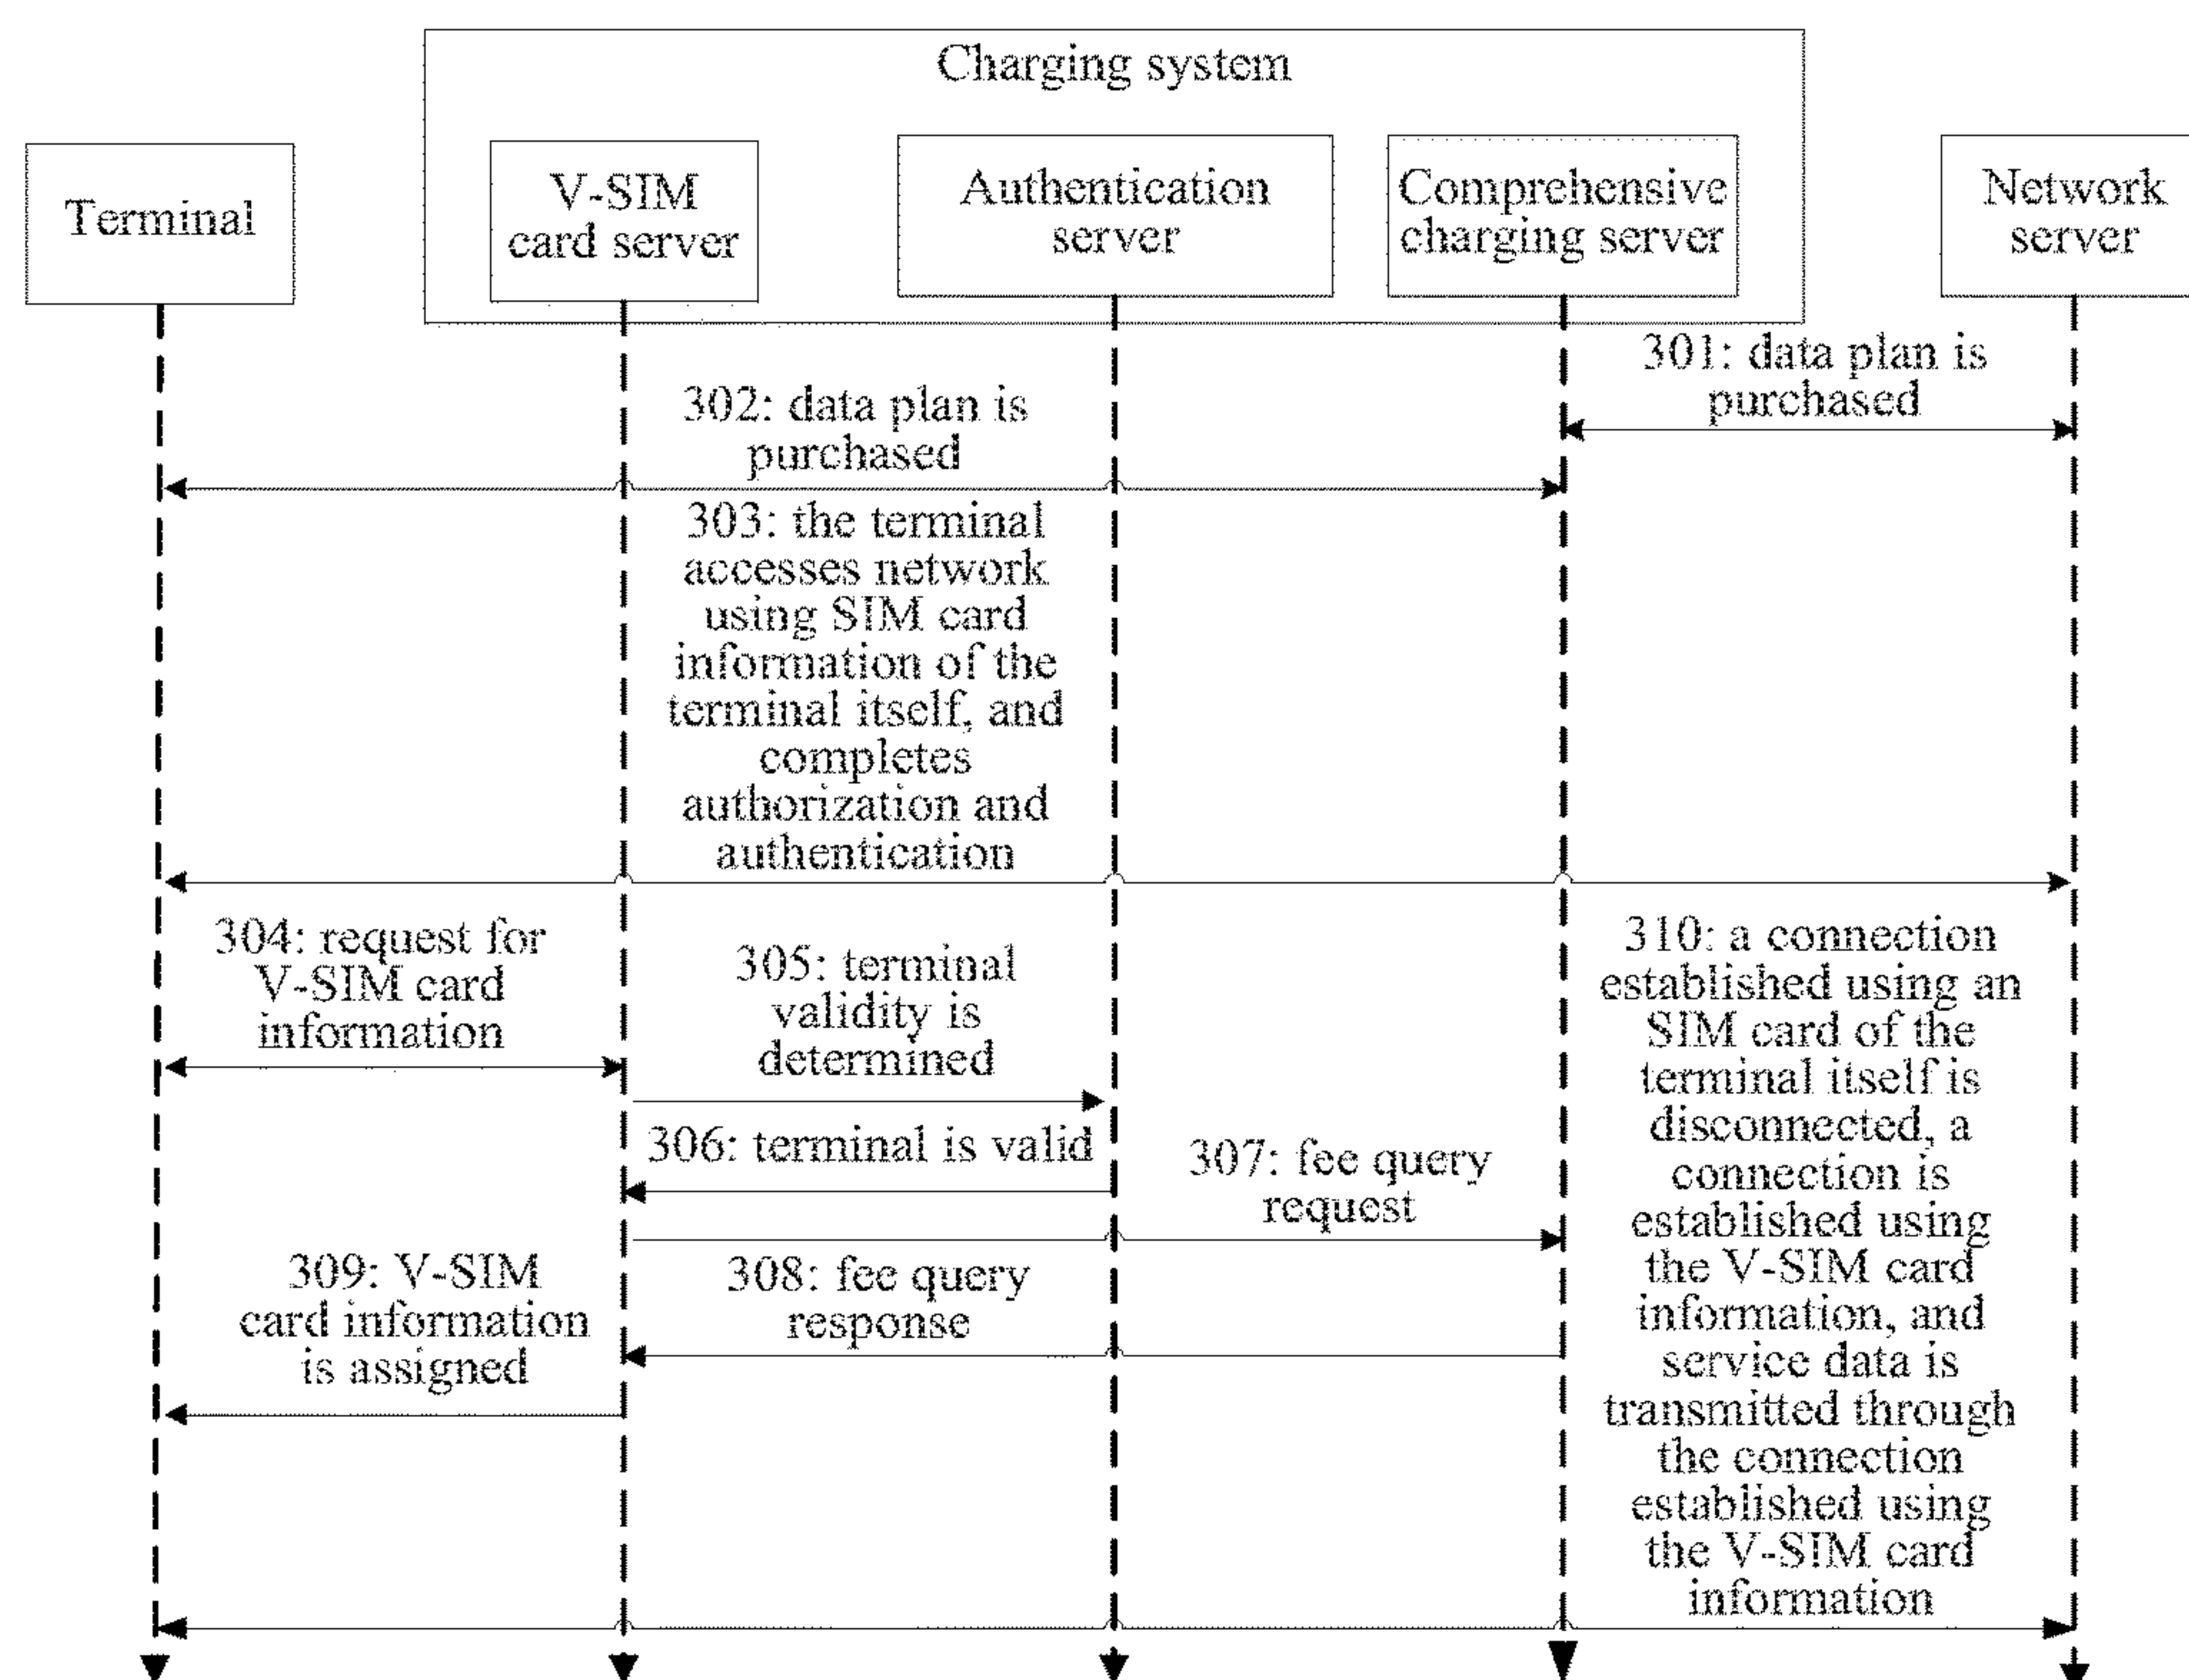 Charging system
Terminal
V-SIM
card server
Authentication
server
Comprehensive
charging server
Network
server
301: data plan is
purchased
302: data plan is
purchased
303: the terminal
accesses network
using SIM card
information of the
terminal itself, and
completes
authorization and
authentication
304: request for
V-SIM card
information
305: terminal
validity is
determined
306: terminal is valid
307: fee query
request
308: fee query
response
309: V-SIM
card information
is assigned
310: a connection
established using an
SIM card of the
terminal itself is
disconnected, a
connection is
established using
the V-SIM card
information, and
service data is
transmitted through
the connection
established using
the V-SIM card
information